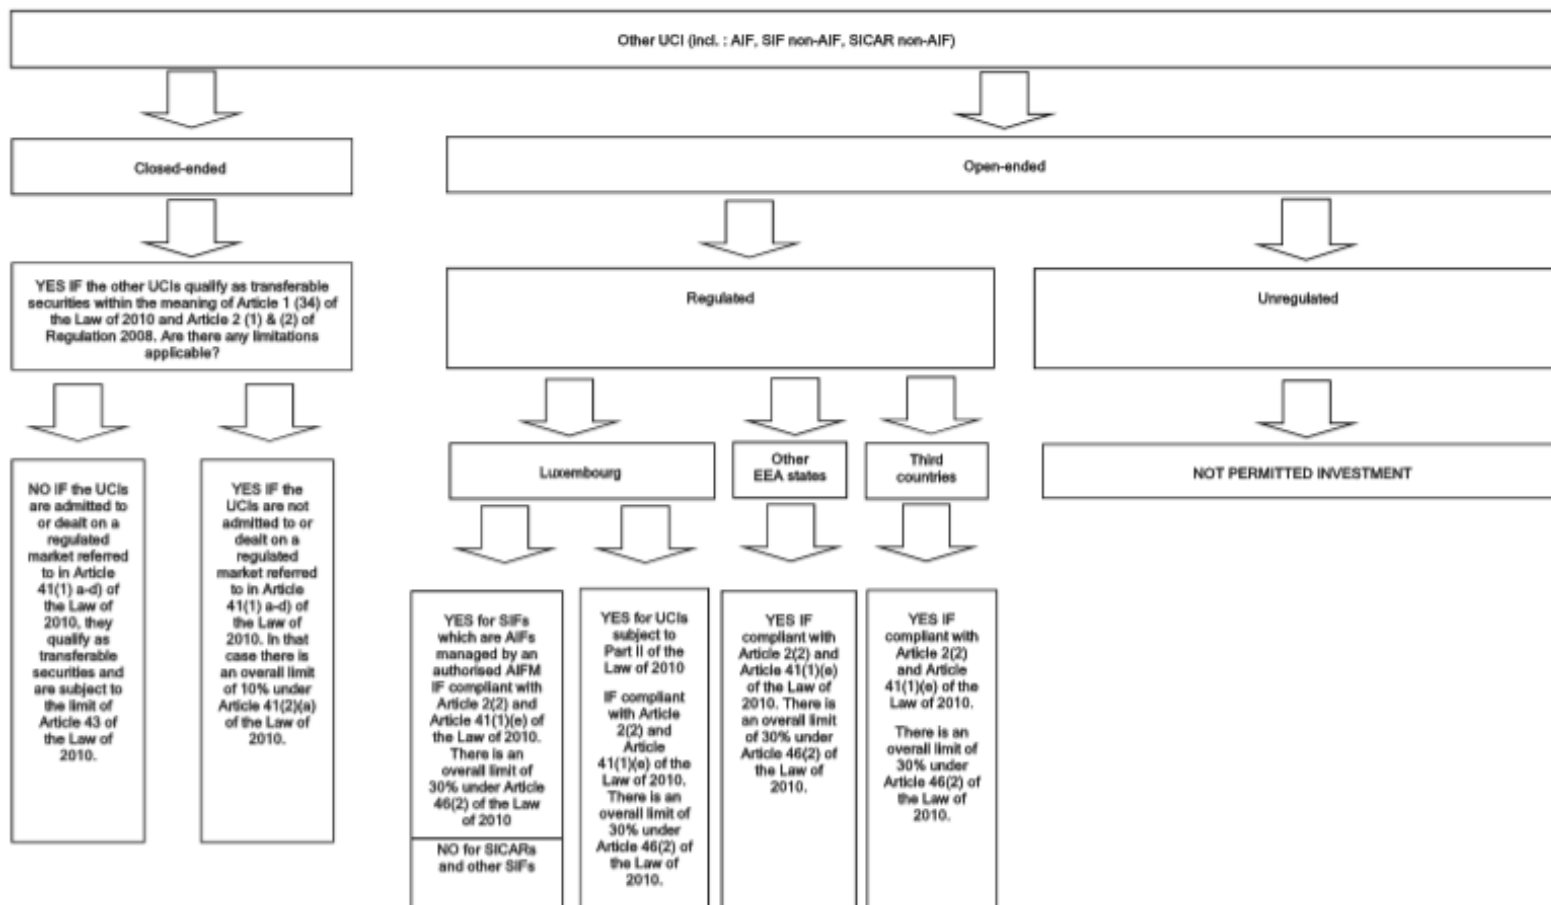 Other UCI (incl. : AIF, SIF non-AIF, SICAR non-AIF)
Closed-ended
Open-ended
YES IF the other UCIs qualify as transferable
securities within the meaning of Article 1 (34) of
the Law of 2010 and Article 2 (1) & (2) of
Regulation 2008. Are there any limitations
applicable?
Regulated
Unregulated
Luxembourg
Other
EEA states
Third
countries
NOT PERMITTED INVESTMENT
NO IF the UCIs
are admitted to
or dealt on a
regulated
market referred
to in Article
41(1) a-d) of
the Law of
2010, they
qualify as
transferable
securities and
are subject to
the limit of
Article 43 of
the Law of
2010.
YES IF the
UCIs are not
admitted to or
dealt on a
regulated
market referred
to in Article
41(1) a-d) of
the Law of
2010. In that
case there is
an overall limit
of 10% under
Article 41(2)(a)
of the Law of
2010.
YES for SIFs
which are AIFs
managed by an
authorised AIFM
IF compliant with
Article 2(2) and
Article 41(1)(e) of
the Law of 2010.
There is an
overall limit of
30% under Article
46(2) of the Law
of 2010
NO for SICARs
and other SIFs
YES for UCIs
subject to
Part II of the
Law of 2010
IF compliant
with Article
2(2) and
Article
41(1)(e) of the
Law of 2010.
There is an
overall limit of
30% under
Article 46(2) of
the Law of
2010.
YES IF
compliant with
Article 2(2) and
Article 41(1)(e)
of the Law of
2010. There is
an overall limit
of 30% under
Article 46(2) of
the Law of
2010.
YES IF
compliant with
Article 2(2)
and Article
41(1)(e) of the
Law of 2010.
There is an
overall limit of
30% under
Article 46(2) of
the Law of
2010.